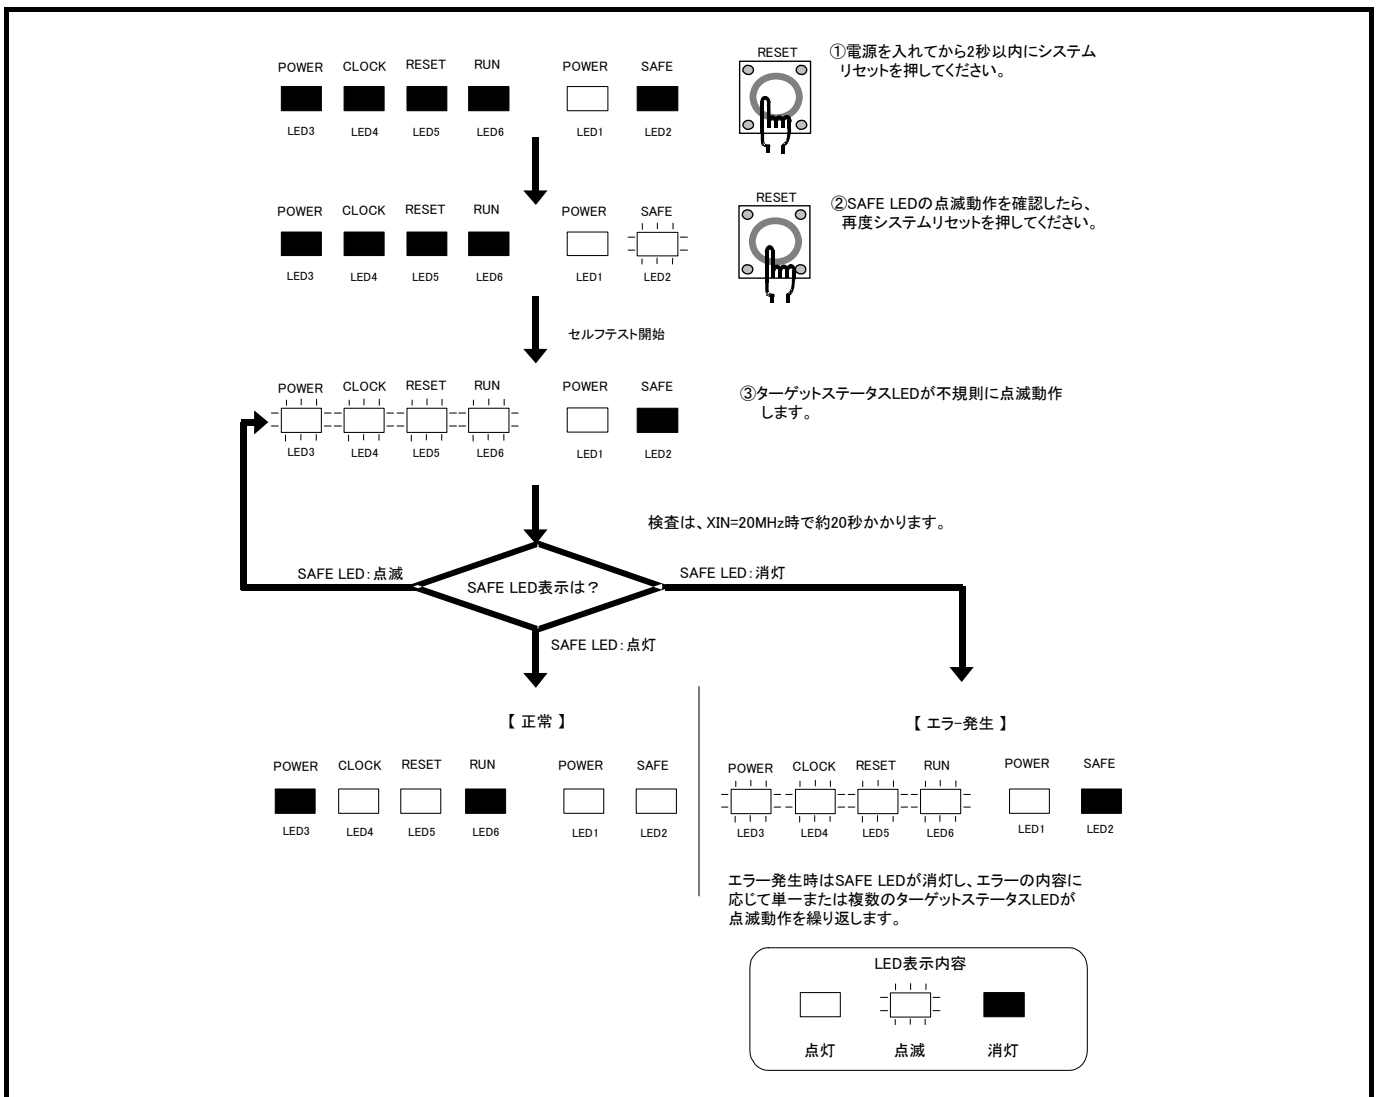 POWER CLOCK RESET RUN POWER SAFE
LED3 LED4 LED5 LED6 LED1 LED2
RESET
①電源を入れてから2秒以内にシステム
リセットを押してください。
POWER CLOCK RESET RUN POWER SAFE
LED3 LED4 LED5 LED6 LED1 LED2
RESET
②SAFE LEDの点滅動作を確認したら、
再度システムリセットを押してください。
セルフテスト開始
POWER CLOCK RESET RUN POWER SAFE
LED3 LED4 LED5 LED6 LED1 LED2
③ターゲットステータスLEDが不規則に点滅動作
します。
検査は、XIN=20MHz時で約20秒かかります。
SAFE LED：点滅
SAFE LED表示は？
SAFE LED：消灯
SAFE LED：点灯
【 正常 】
POWER CLOCK RESET RUN POWER SAFE
LED3 LED4 LED5 LED6 LED1 LED2
【 エラー発生 】
POWER CLOCK RESET RUN POWER SAFE
LED3 LED4 LED5 LED6 LED1 LED2
エラー発生時はSAFE LEDが消灯し、エラーの内容に
応じて単一または複数のターゲットステータスLEDが
点滅動作を繰り返します。
LED表示内容
点灯 点滅 消灯